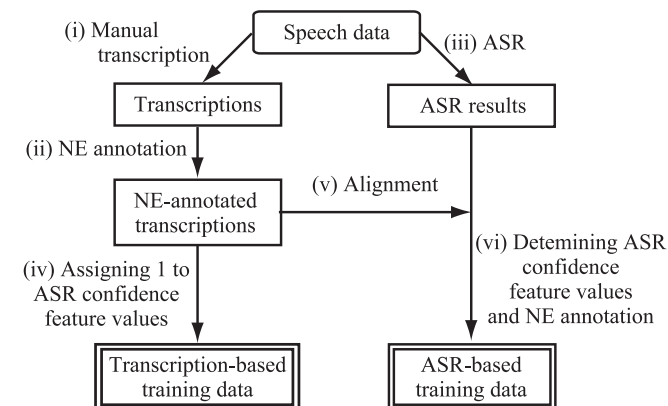 (i) Manual
transcription
Speech data
(iii) ASR
Transcriptions
ASR results
(ii) NE annotation
NE-annotated
transcriptions
(v) Alignment
(iv) Assigning 1 to
ASR confidence
feature values
(vi) Detemining ASR
confidence
feature values
and NE annotation
Transcription-based
training data
ASR-based
training data